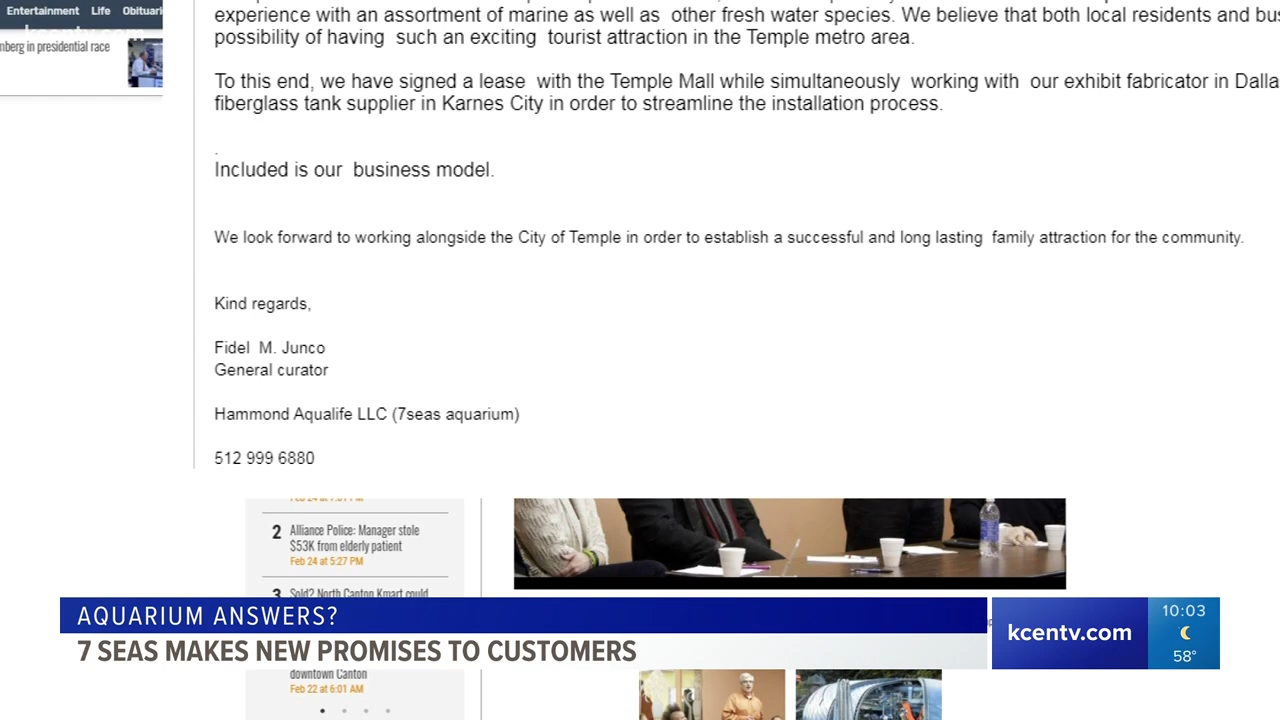 Entertainment Life Obituari
kcentv.com
nberg in presidential race
experience with an assortment of marine as well as other fresh water species. We believe that both local residents and bus
possibility of having such an exciting tourist attraction in the Temple metro area.
To this end, we have signed a lease with the Temple Mall while simultaneously working with our exhibit fabricator in Dalla
fiberglass tank supplier in Karnes City in order to streamline the installation process.
.
Included is our business model.
We look forward to working alongside the City of Temple in order to establish a successful and long lasting family attraction for the community.
Kind regards,
Fidel M. Junco
General curator
Hammond Aqualife LLC (7seas aquarium)
512 999 6880
2 Alliance Police: Manager stole
$53K from elderly patient
Feb 24 at 5:27 PM
3 Sold? North Canton Kmart could
AQUARIUM ANSWERS?
7 SEAS MAKES NEW PROMISES TO CUSTOMERS
kcentv.com
10:03
58°
downtown Canton
Feb 22 at 6:01 AM